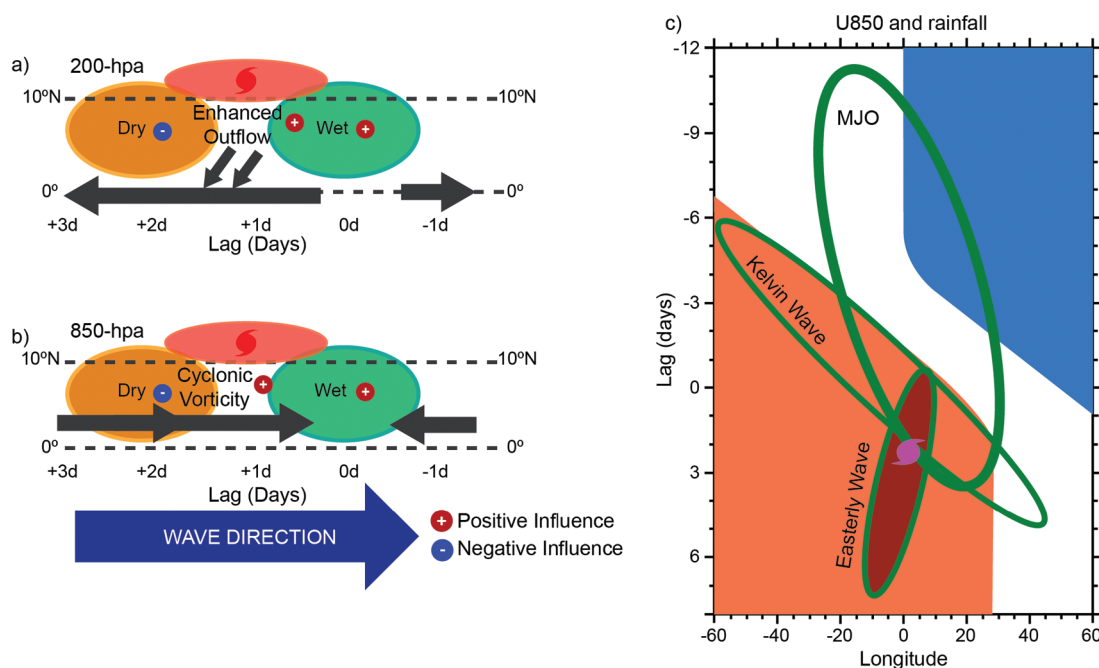 a)
200-hpa
10ºN
10ºN
Enhanced
Outflow
Dry
-
+
Wet
+
0º
0º
+3d
+2d
+1d
0d
-1d
Lag (Days)
b)
850-hpa
10ºN
10ºN
Cyclonic
Vorticity
Dry
-
+
Wet
+
0º
0º
+3d
+2d
+1d
0d
-1d
Lag (Days)
WAVE DIRECTION
+ Positive Influence
- Negative Influence
c)
U850 and rainfall
-12
-9
-6
-3
0
3
6
Lag (days)
MJO
Kelvin Wave
Easterly Wave
-60
-40
-20
0
20
40
60
Longitude